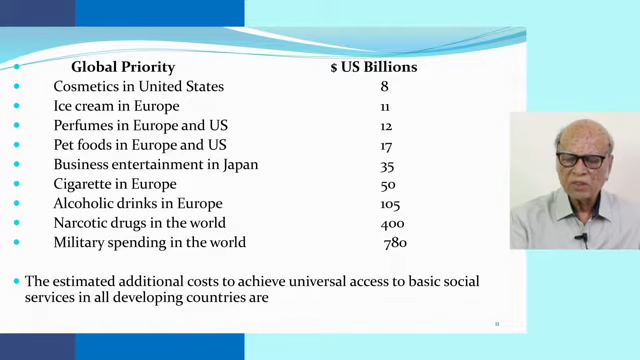 Global Priority $ US Billions
Cosmetics in United States 8
Ice cream in Europe 11
Perfumes in Europe and US 12
Pet foods in Europe and US 17
Business entertainment in Japan 35
Cigarette in Europe 50
Alcoholic drinks in Europe 105
Narcotic drugs in the world 400
Military spending in the world 780
The estimated additional costs to achieve universal access to basic social
services in all developing countries are